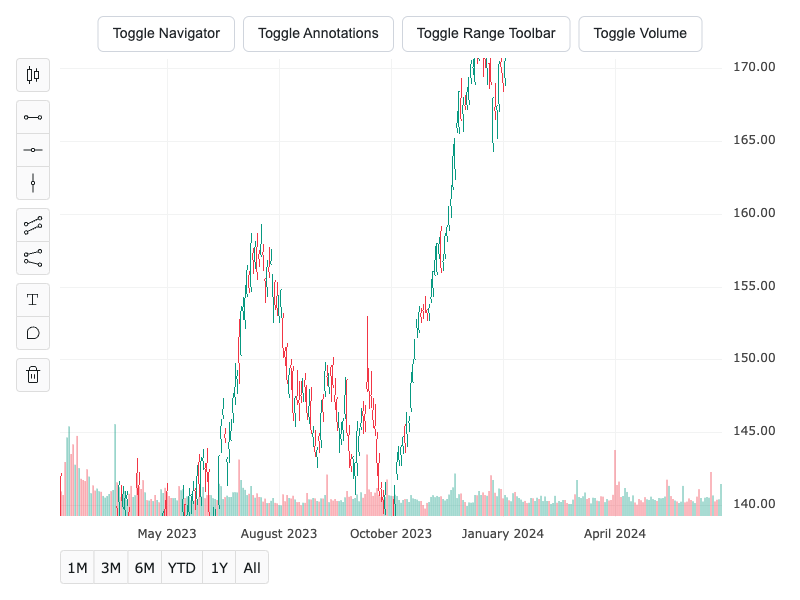 Toggle Navigator Toggle Annotations Toggle Range Toolbar Toggle Volume
170.00
165.00
160.00
155.00
T
150.00
145.00
140.00
May 2023 August 2023 October 2023 January 2024 April 2024
1M 3M 6M YTD 1Y All